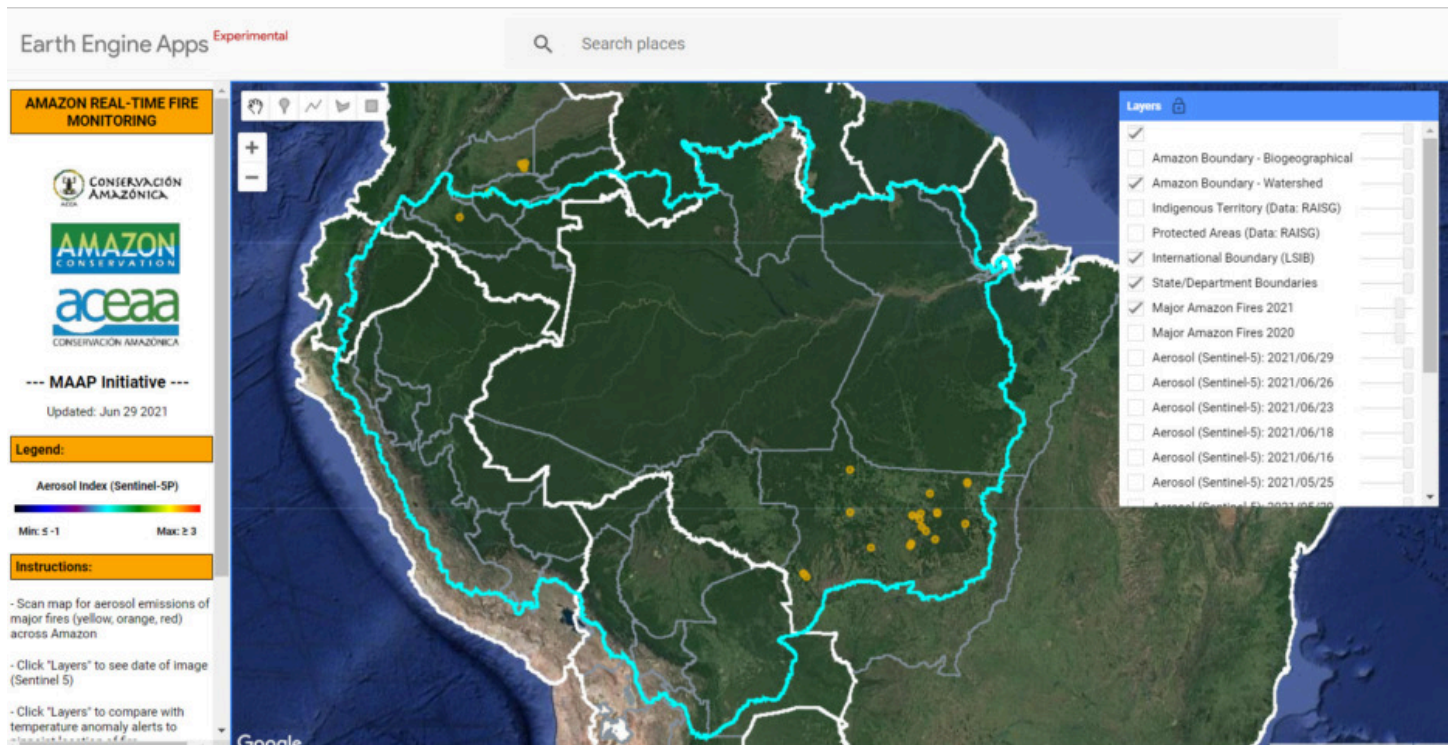 Earth Engine Apps Experimental
Search places
AMAZON REAL-TIME FIRE
MONITORING
CONSERVACIÓN
AMAZÓNICA
ACCA
AMAZON
CONSERVATION
aceaa
CONSERVACIÓN AMAZÓNICA
--- MAAP Initiative ---
Updated: Jun 29 2021
Legend:
Aerosol Index (Sentinel-5P)
Min: ≤ -1 Max: ≥ 3
Instructions:
- Scan map for aerosol emissions of
major fires (yellow, orange, red)
across Amazon
- Click "Layers" to see date of image
(Sentinel 5)
- Click "Layers" to compare with
temperature anomaly alerts to
+
−
Google
Layers
Amazon Boundary - Biogeographical
Amazon Boundary - Watershed
Indigenous Territory (Data: RAISG)
Protected Areas (Data: RAISG)
International Boundary (LSIB)
State/Department Boundaries
Major Amazon Fires 2021
Major Amazon Fires 2020
Aerosol (Sentinel-5): 2021/06/29
Aerosol (Sentinel-5): 2021/06/26
Aerosol (Sentinel-5): 2021/06/23
Aerosol (Sentinel-5): 2021/06/18
Aerosol (Sentinel-5): 2021/06/16
Aerosol (Sentinel-5): 2021/05/25